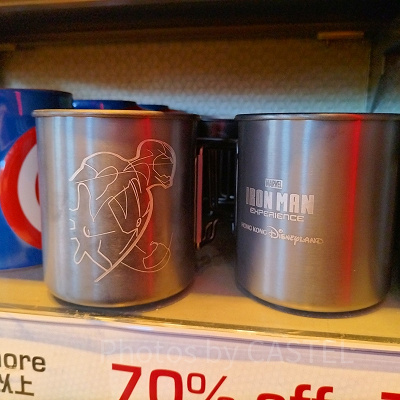 MARVEL
IRON MAN
EXPERIENCE
HONG KONG DISNEYLAND
Photos by CASTEL
more
以上
70% off